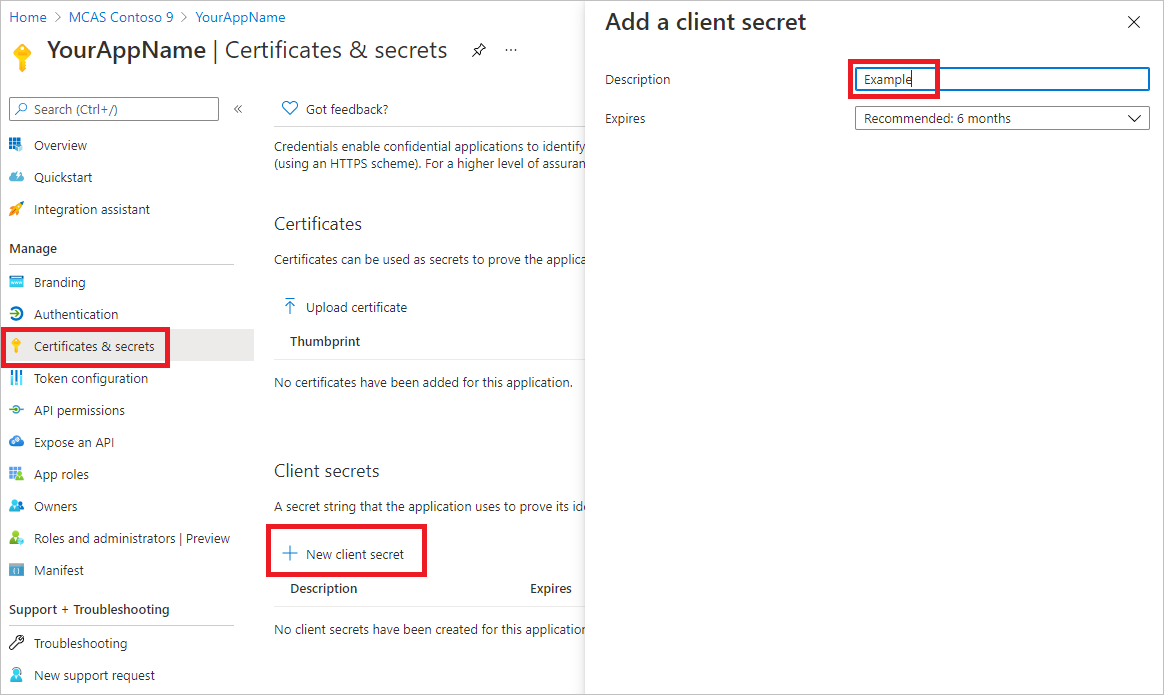 Home > MCAS Contoso 9 > YourAppName
YourAppName | Certificates & secrets
Search (Ctrl+/)
Overview
Quickstart
Integration assistant
Manage
Branding
Authentication
Certificates & secrets
Token configuration
API permissions
Expose an API
App roles
Owners
Roles and administrators | Preview
Manifest
Support + Troubleshooting
Troubleshooting
New support request
Got feedback?
Credentials enable confidential applications to identify
(using an HTTPS scheme). For a higher level of assuran
Certificates
Certificates can be used as secrets to prove the applica
Upload certificate
Thumbprint
No certificates have been added for this application.
Client secrets
A secret string that the application uses to prove its ide
New client secret
Description Expires
No client secrets have been created for this application
Add a client secret
Description Example
Expires Recommended: 6 months